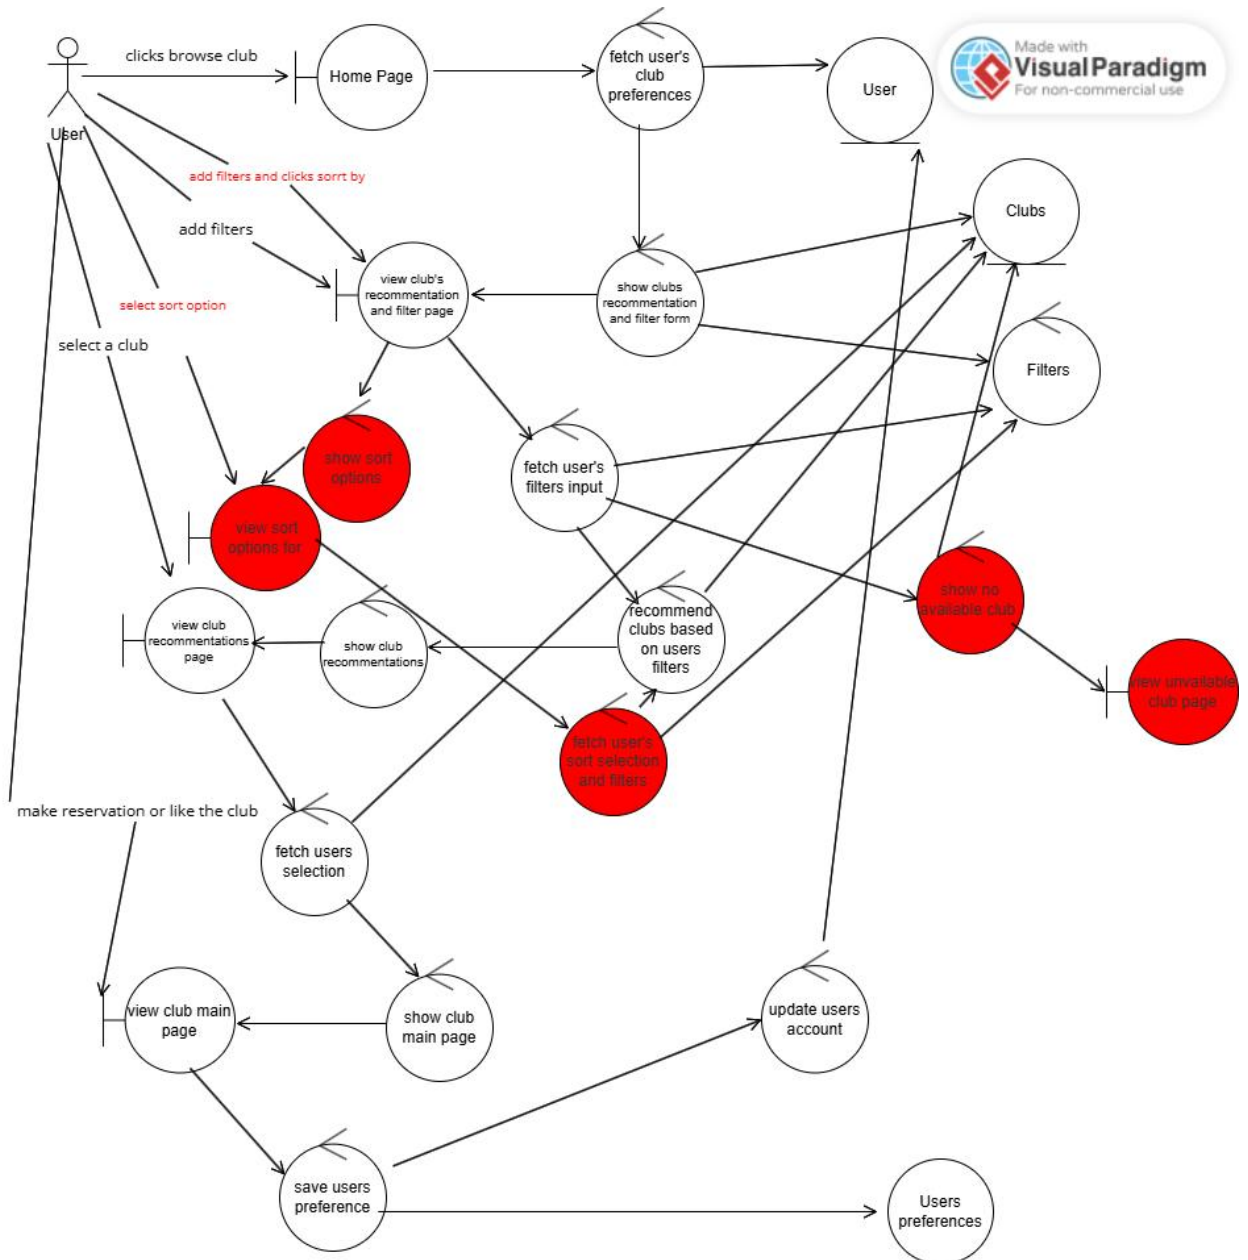 Made with
Visual Paradigm
For non-commercial use
clicks browse club
Home Page
fetch user's
club
preferences
User
User
add filters and clicks sorrt by
add filters
Clubs
view club's
recommentation
and filter page
show clubs
recommentation
and filter form
select sort option
select a club
Filters
show sort
options
fetch user's
filters input
view sort
options for
show no
available club
view club
recommentations
page
show club
recommentations
recommend
clubs based
on users
filters
view unvailable
club page
fetch user's
sort selection
and filters
make reservation or like the club
fetch users
selection
view club main
page
show club
main page
update users
account
save users
preference
Users
preferences